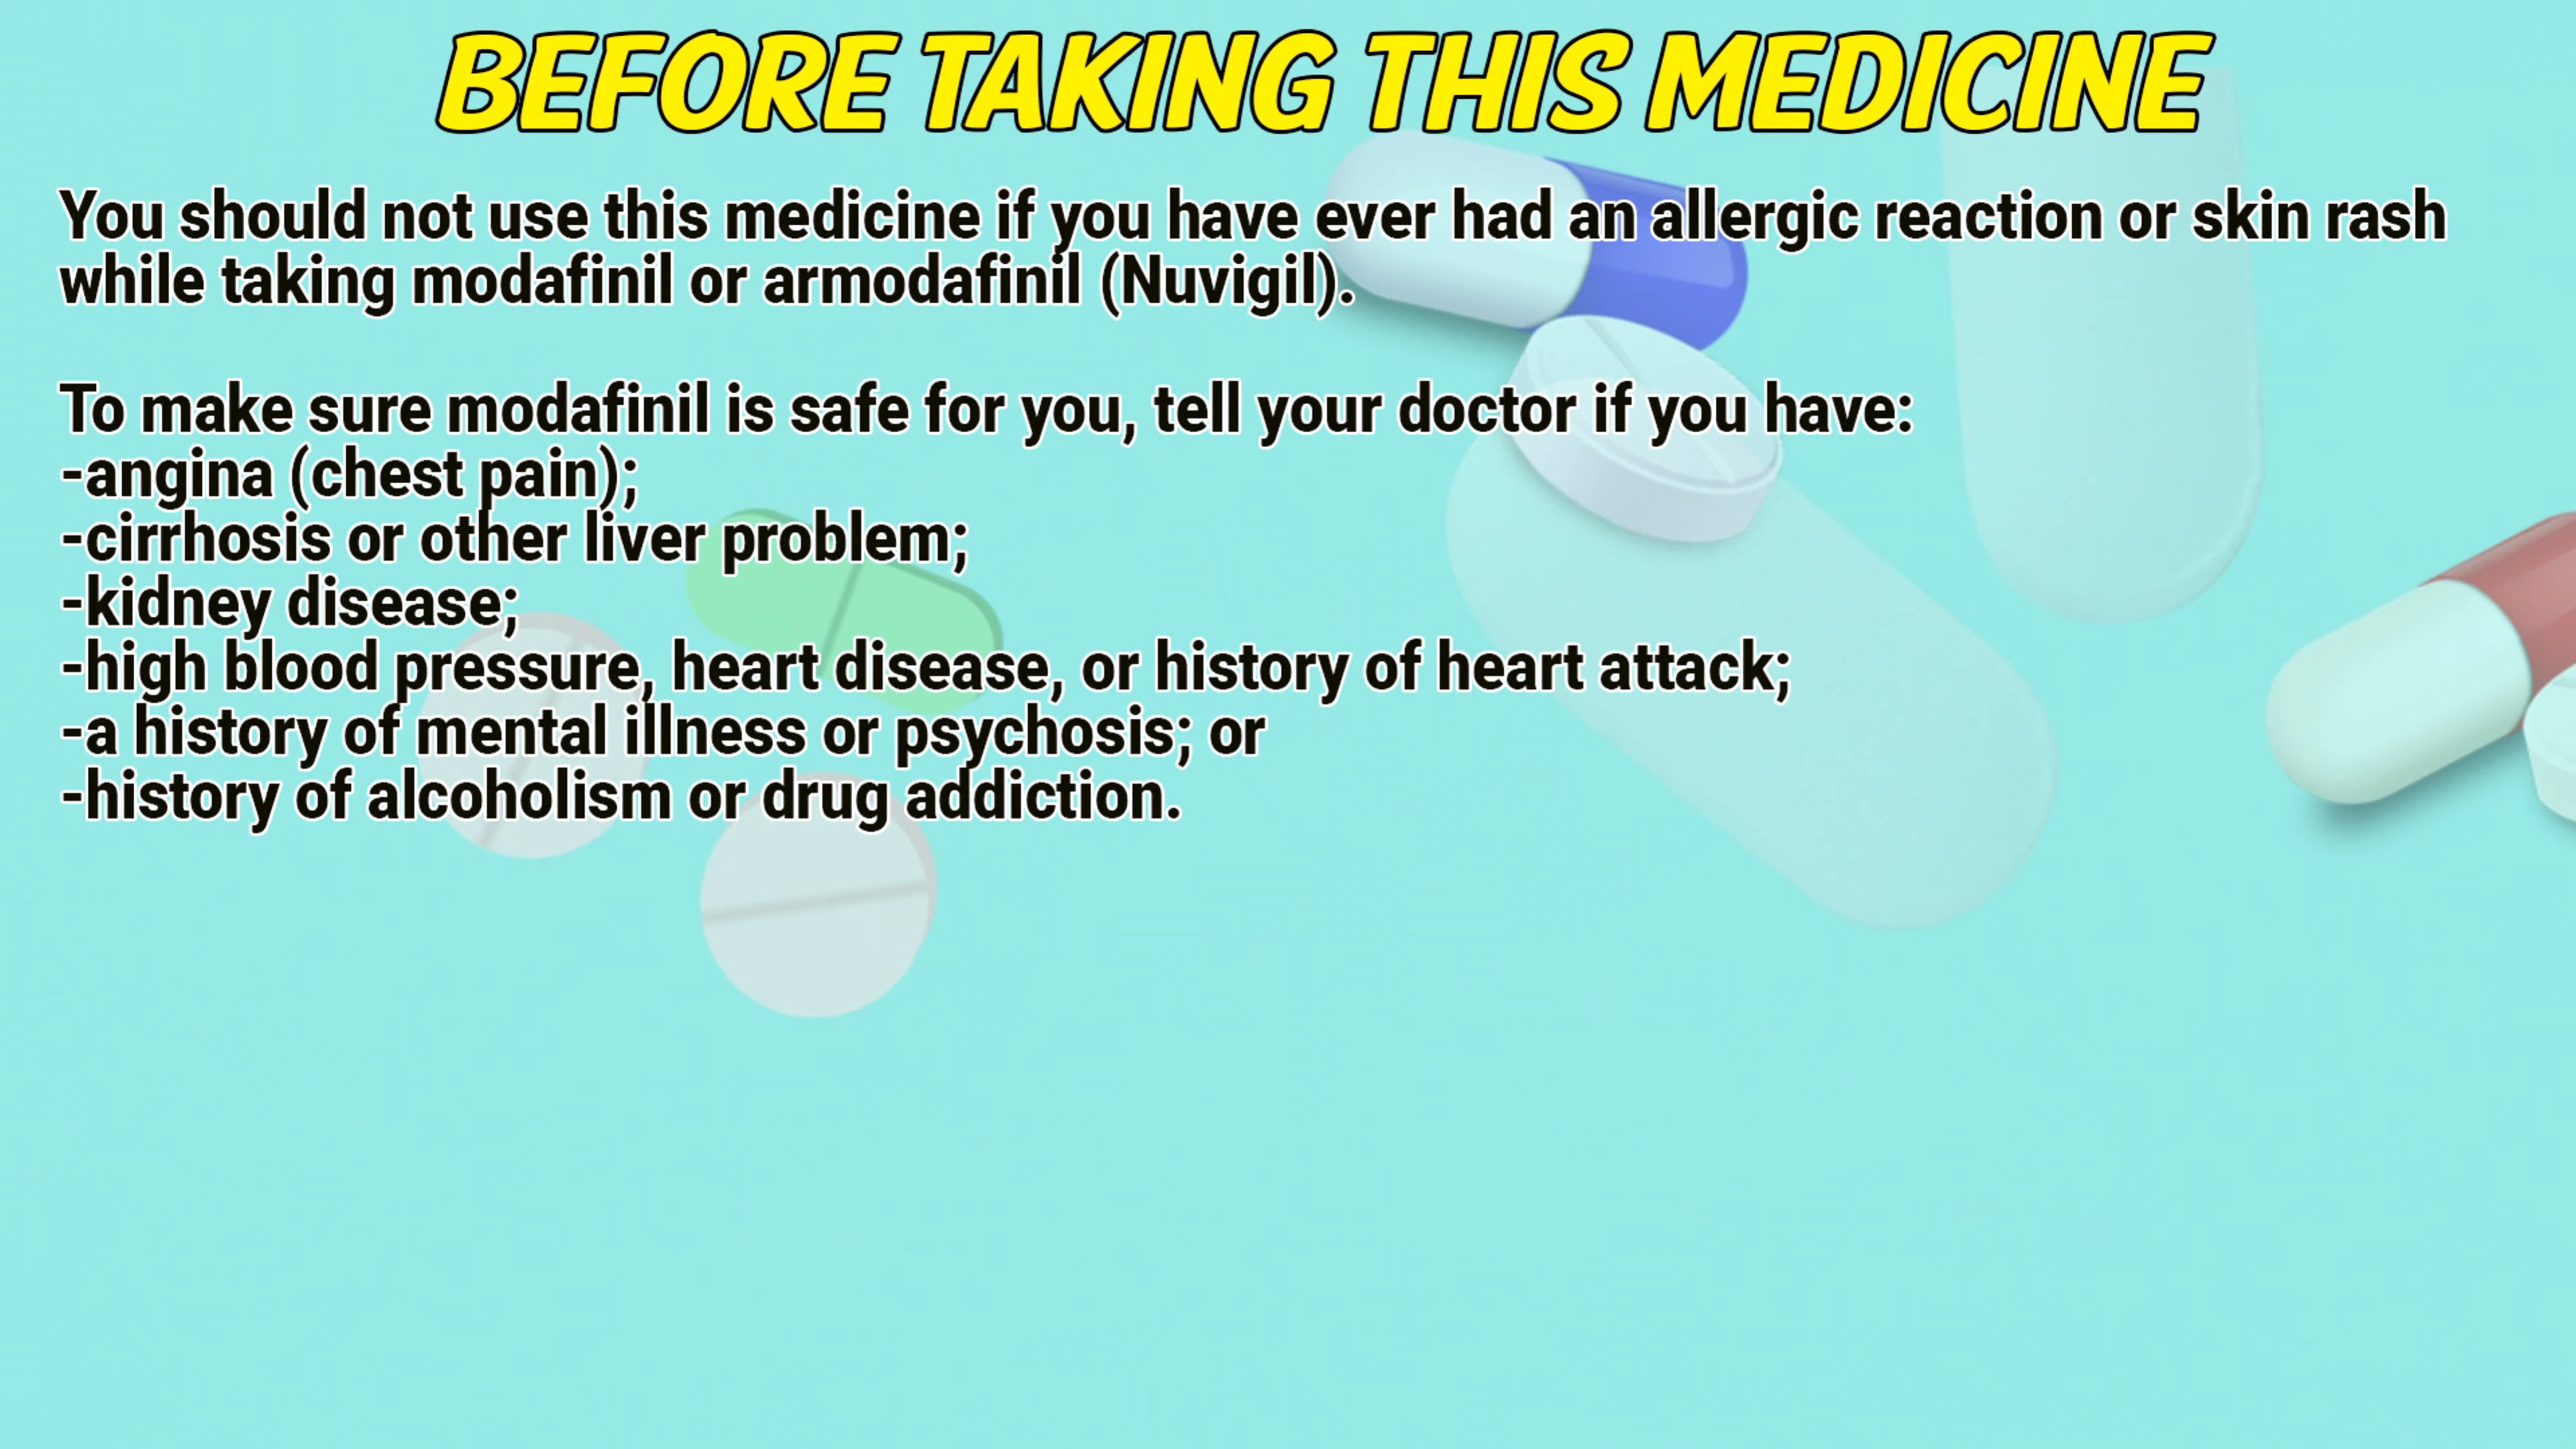 BEFORE TAKING THIS MEDICINE
You should not use this medicine if you have ever had an allergic reaction or skin rash
while taking modafinil or armodafinil (Nuvigil).
To make sure modafinil is safe for you, tell your doctor if you have:
-angina (chest pain);
-cirrhosis or other liver problem;
-kidney disease;
-high blood pressure, heart disease, or history of heart attack;
-a history of mental illness or psychosis; or
-history of alcoholism or drug addiction.